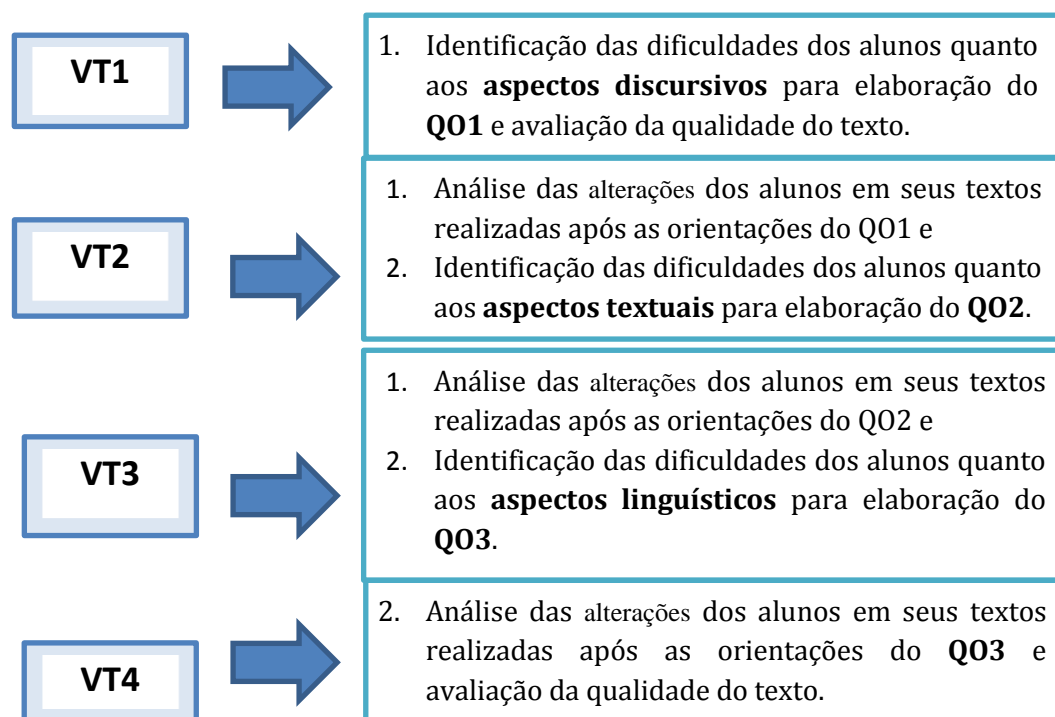 VT1
1. Identificação das dificuldades dos alunos quanto
aos aspectos discursivos para elaboração do
QO1 e avaliação da qualidade do texto.
VT2
1. Análise das alterações dos alunos em seus textos
realizadas após as orientações do QO1 e
2. Identificação das dificuldades dos alunos quanto
aos aspectos textuais para elaboração do QO2.
VT3
1. Análise das alterações dos alunos em seus textos
realizadas após as orientações do QO2 e
2. Identificação das dificuldades dos alunos quanto
aos aspectos linguísticos para elaboração do
QO3.
VT4
2. Análise das alterações dos alunos em seus textos
realizadas após as orientações do QO3 e
avaliação da qualidade do texto.